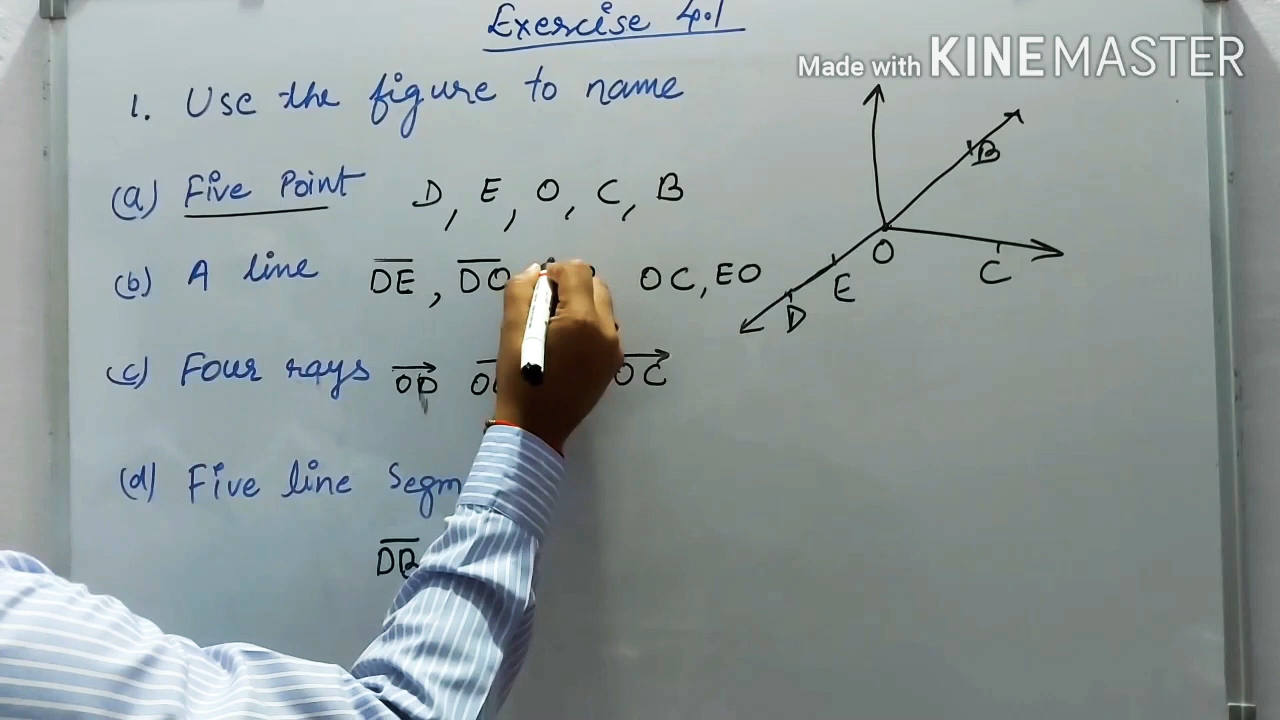 Exercise 4.1
Made with KINEMASTER
1. Use the figure to name
(a) Five Point D, E, O, C, B
(b) A line DE, DO OC, EO
(c) Four rays OD OC
(d) Five line Segm
DB
B
O
C
E
D